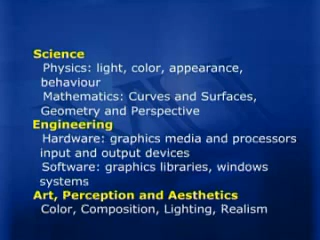 Science
Physics: light, color, appearance,
behaviour
Mathematics: Curves and Surfaces,
Geometry and Perspective
Engineering
Hardware: graphics media and processors
input and output devices
Software: graphics libraries, windows
systems
Art, Perception and Aesthetics
Color, Composition, Lighting, Realism